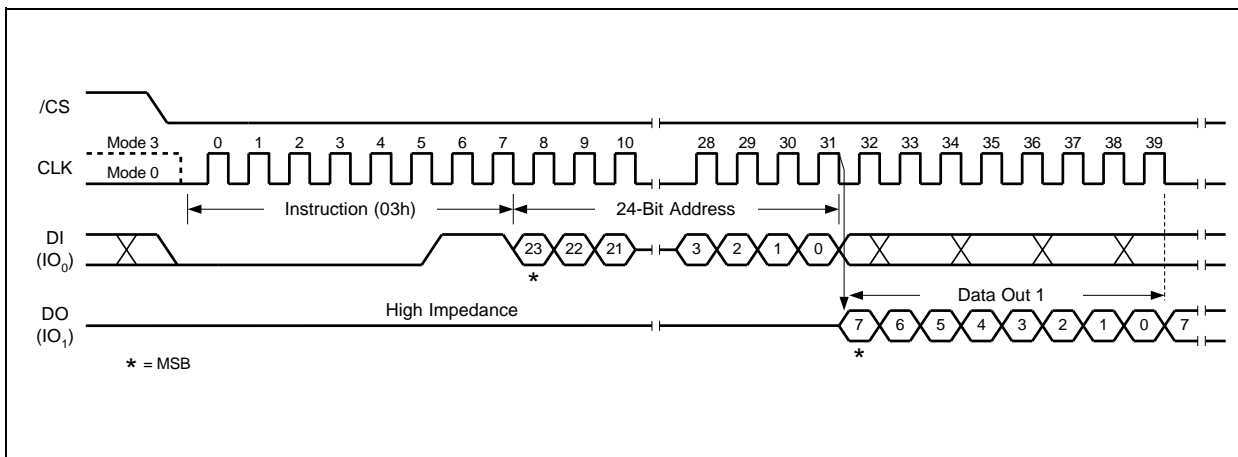 /CS
Mode 3 0 1 2 3 4 5 6 7 8 9 10 28 29 30 31 32 33 34 35 36 37 38 39
CLK
Mode 0
Instruction (03h) 24-Bit Address
DI
(IO0)
23 22 21 3 2 1 0
*
Data Out 1
High Impedance
DO
(IO1)
7 6 5 4 3 2 1 0 7
*
* = MSB